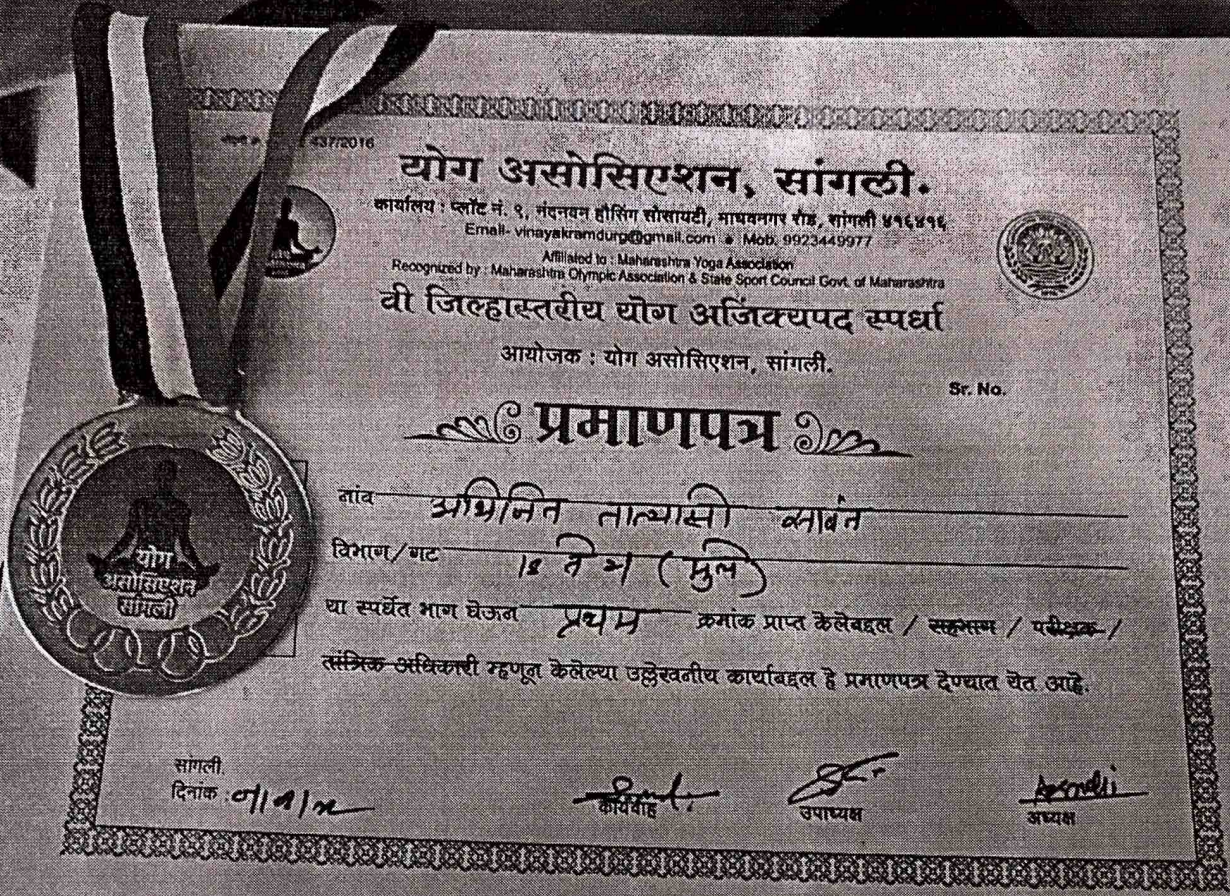 437/2016
योग असोसिएशन, सांगली.
कार्यालय : प्लॉट नं. ९, नंदनवन हौसिंग सोसायटी, माधवनगर रोड, सांगली ४१६४१६
Email- vinayakramdurg@gmail.com Mob. 9923449977
Affiliated to : Maharashtra Yoga Association
Recognized by : Maharashtra Olympic Association & State Sport Council Govt. of Maharashtra
वी जिल्हास्तरीय योग अजिंक्यपद स्पर्धा
आयोजक : योग असोसिएशन, सांगली.
Sr. No.
प्रमाणपत्र
नांव अभिजित तात्यासो सावंत
विभाग/गट (मुले)
या स्पर्धेत भाग घेऊन प्रथम क्रमांक प्राप्त केलेबद्दल / सहभाग / परीक्षक /
तांत्रिक अधिकारी म्हणून केलेल्या उल्लेखनीय कार्याबद्दल हे प्रमाणपत्र देण्यात येत आहे.
सांगली.
दिनांक :
कार्यवाह उपाध्यक्ष अध्यक्ष
योग
असोसिएशन
सांगली